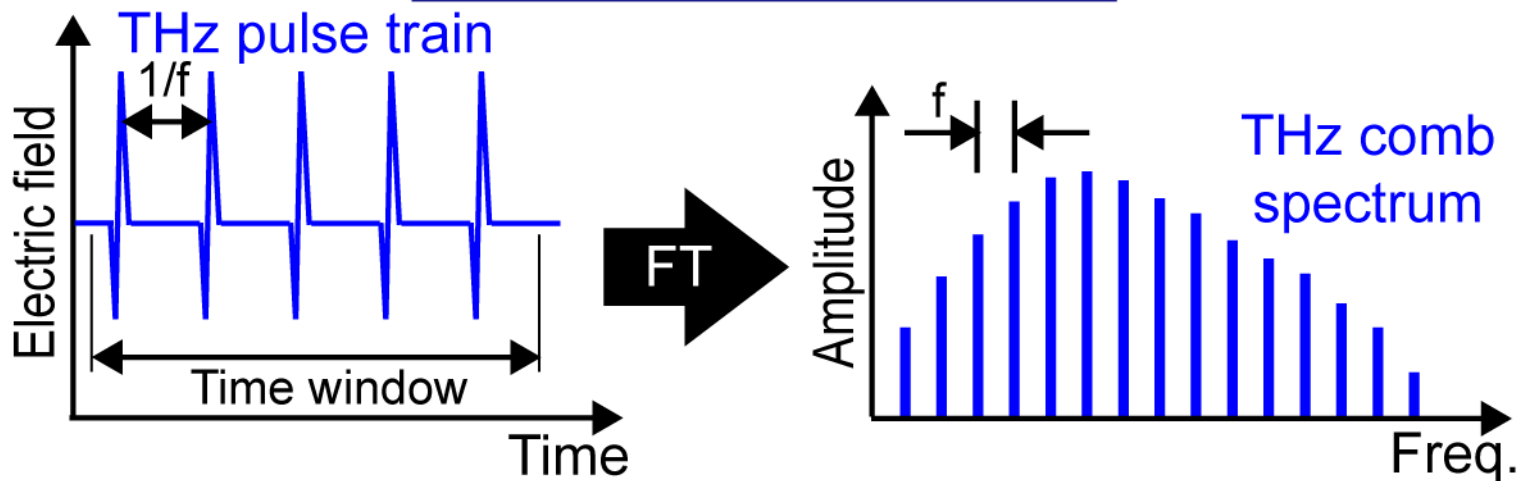 THz pulse train
1/f
Electric field
Time window
Time
FT
f
Amplitude
THz comb
spectrum
Freq.